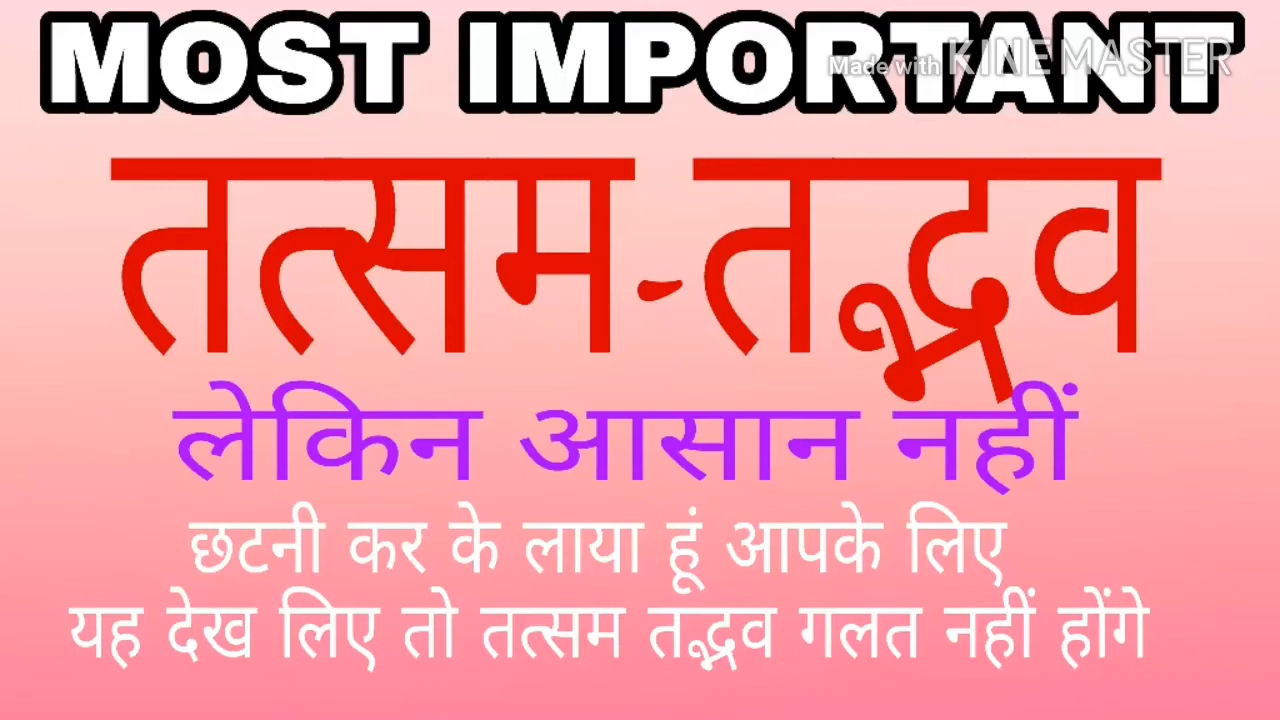 MOST IMPORTANT
Made with KINEMASTER
तत्सम-तद्भव
लेकिन आसान नहीं
छटनी कर के लाया हूं आपके लिए
यह देख लिए तो तत्सम तद्भव गलत नहीं होंगे